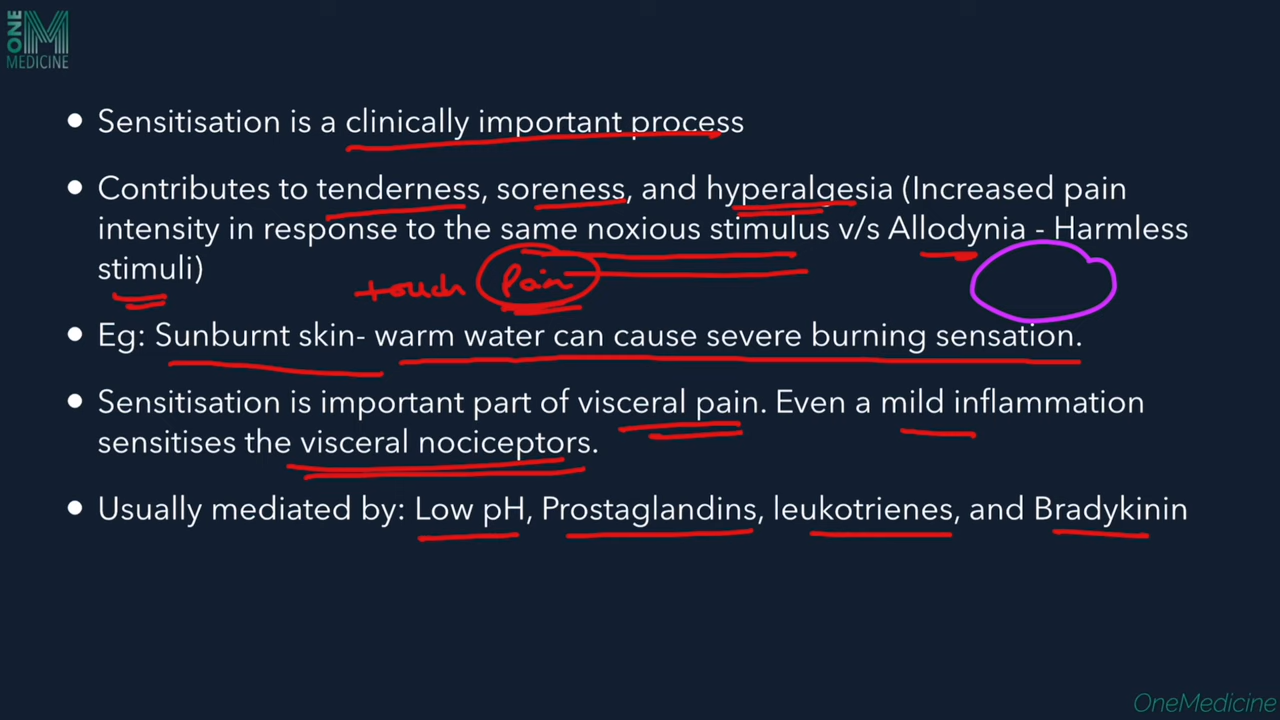 ONE
MEDICINE
• Sensitisation is a clinically important process
• Contributes to tenderness, soreness, and hyperalgesia (Increased pain
intensity in response to the same noxious stimulus v/s Allodynia - Harmless
stimuli)
touch Pain
• Eg: Sunburnt skin- warm water can cause severe burning sensation.
• Sensitisation is important part of visceral pain. Even a mild inflammation
sensitises the visceral nociceptors.
• Usually mediated by: Low pH, Prostaglandins, leukotrienes, and Bradykinin
OneMedicine